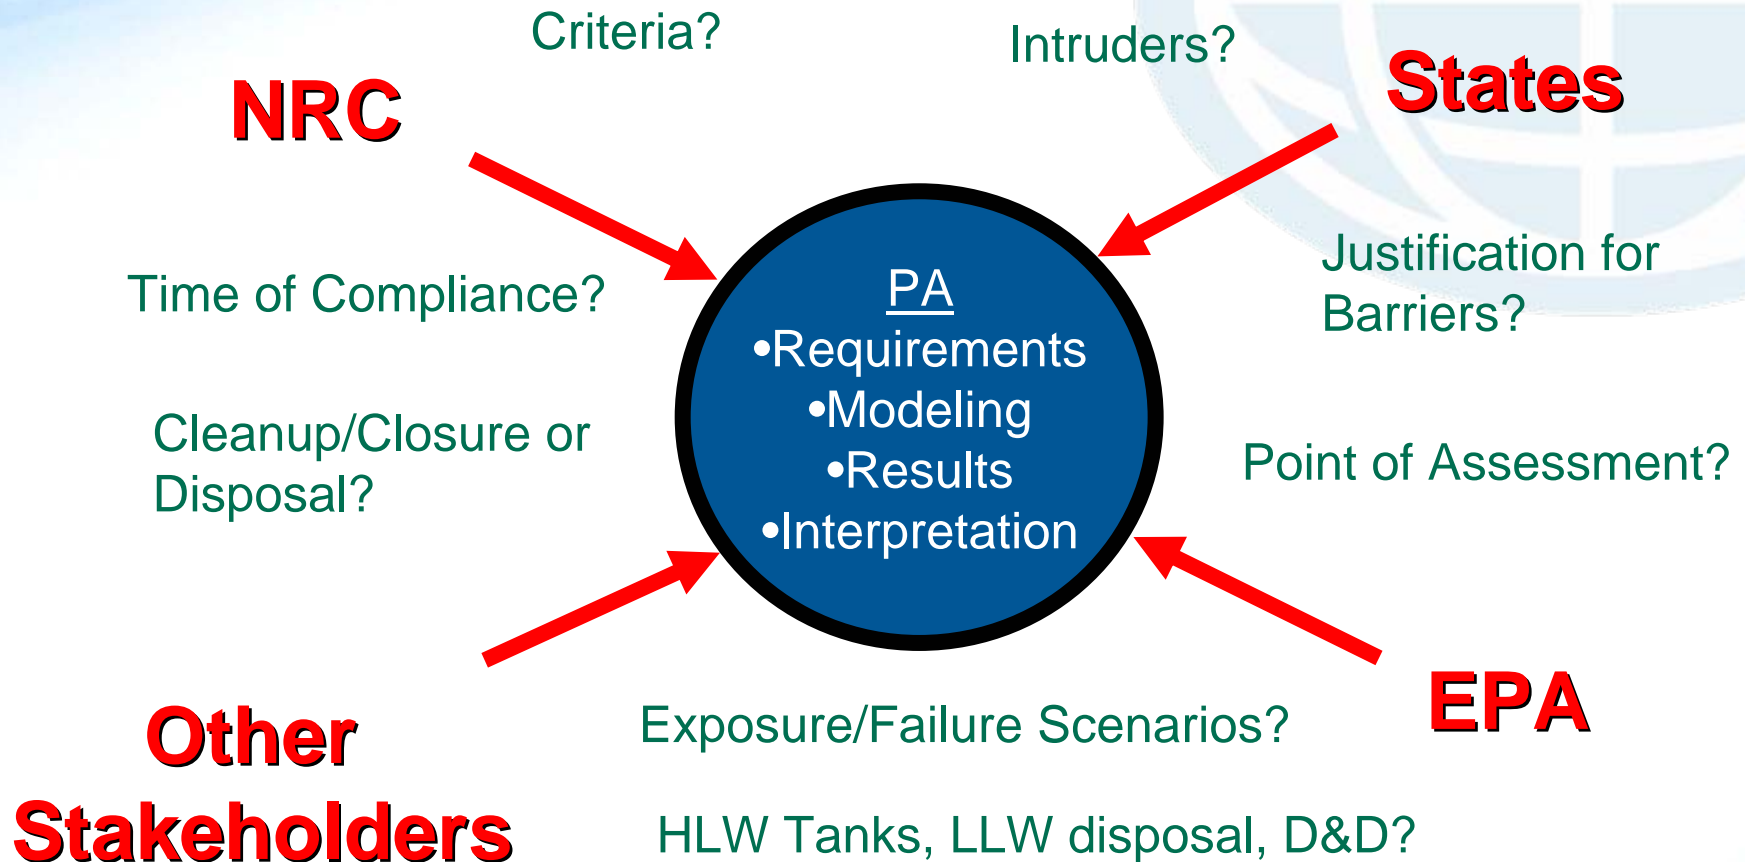 Criteria?
Intruders?
NRC
States
Time of Compliance?
Justification for
Barriers?
PA
•Requirements
•Modeling
•Results
•Interpretation
Cleanup/Closure or
Disposal?
Point of Assessment?
Other
Stakeholders
EPA
Exposure/Failure Scenarios?
HLW Tanks, LLW disposal, D&D?